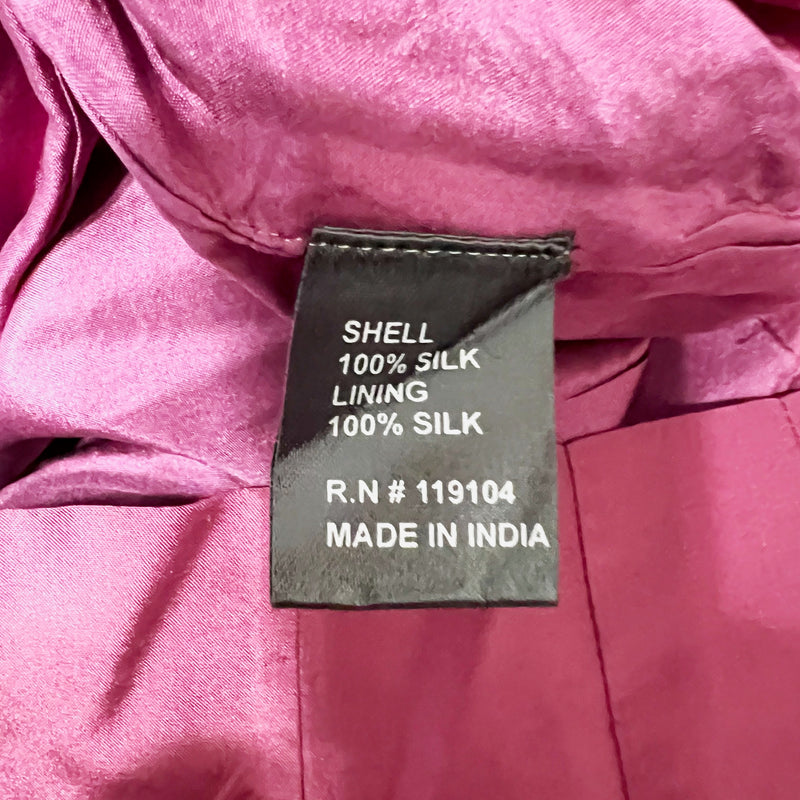 SHELL
100% SILK
LINING
100% SILK
R.N # 119104
MADE IN INDIA